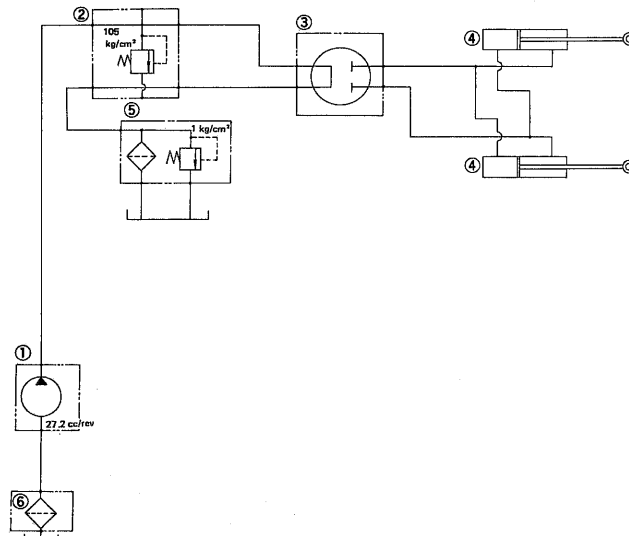 ②
105
kg/cm²
③
④
⑤
1 kg/cm²
④
①
27.2 cc/rev
⑥